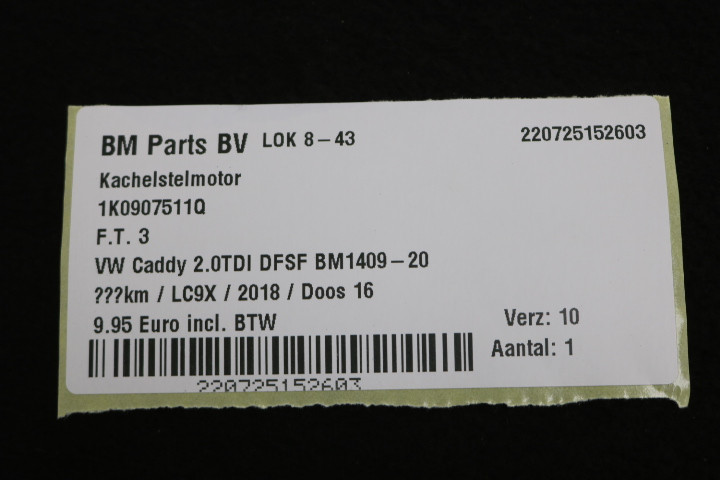 BM Parts BV LOK 8-43 220725152603
Kachelstelmotor
1K0907511Q
F.T. 3
VW Caddy 2.0TDI DFSF BM1409-20
???km / LC9X / 2018 / Doos 16
9.95 Euro incl. BTW Verz: 10
Aantal: 1
220725152603